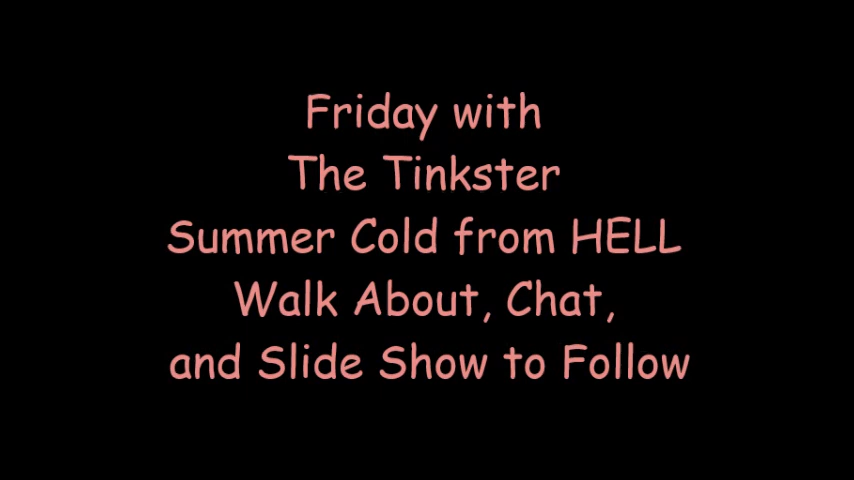 Friday with
The Tinkster
Summer Cold from HELL
Walk About, Chat,
and Slide Show to Follow